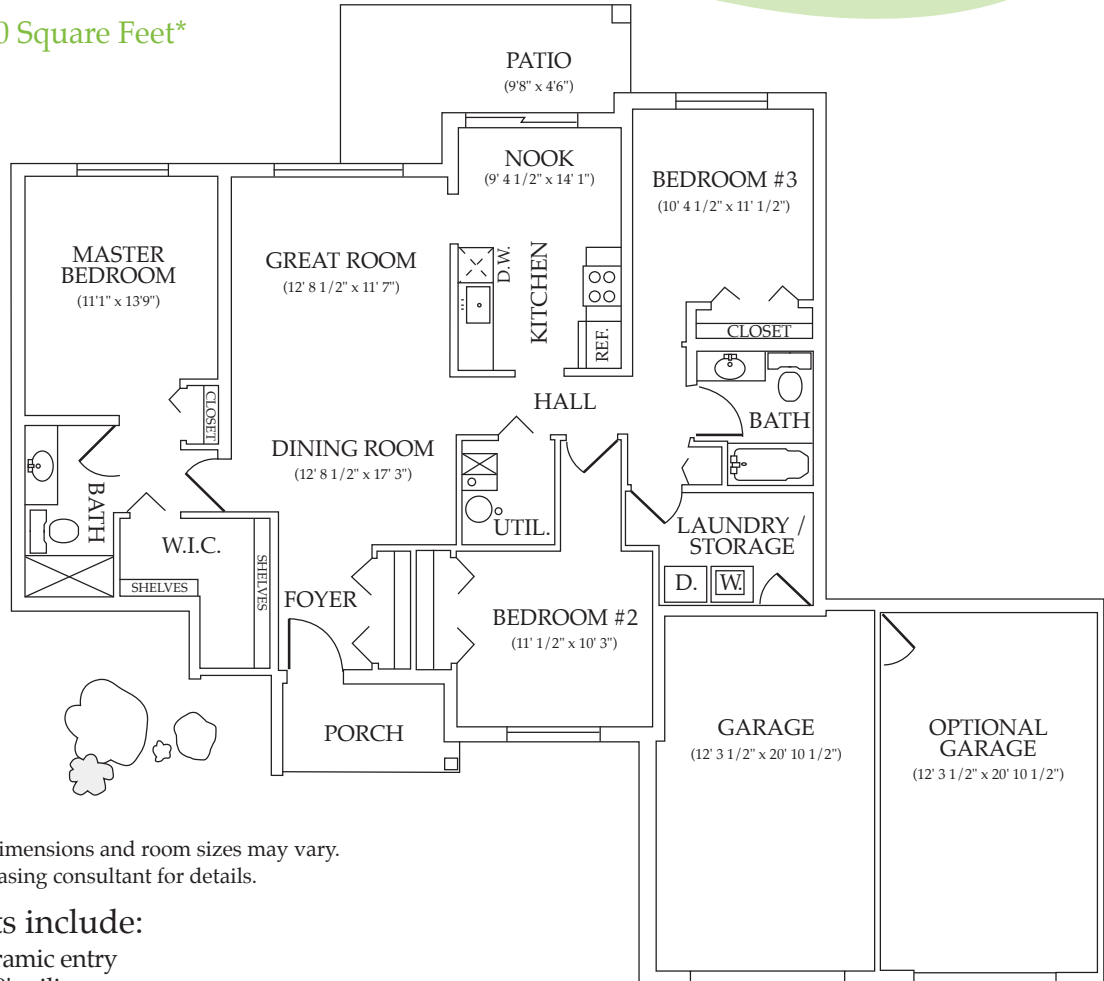 0 Square Feet*
PATIO
(9'8" x 4'6")
NOOK
(9' 4 1/2" x 14' 1")
BEDROOM #3
(10' 4 1/2" x 11' 1/2")
MASTER
BEDROOM
(11'1" x 13'9")
GREAT ROOM
(12' 8 1/2" x 11' 7")
D.W.
KITCHEN
REF.
CLOSET
CLOSET
HALL
BATH
DINING ROOM
(12' 8 1/2" x 17' 3")
BATH
W.I.C.
SHELVES
SHELVES
UTIL.
LAUNDRY /
STORAGE
D.
W.
FOYER
BEDROOM #2
(11' 1/2" x 10' 3")
PORCH
GARAGE
(12' 3 1/2" x 20' 10 1/2")
OPTIONAL
GARAGE
(12' 3 1/2" x 20' 10 1/2")
imensions and room sizes may vary.
asing consultant for details.
ts include:
ramic entry